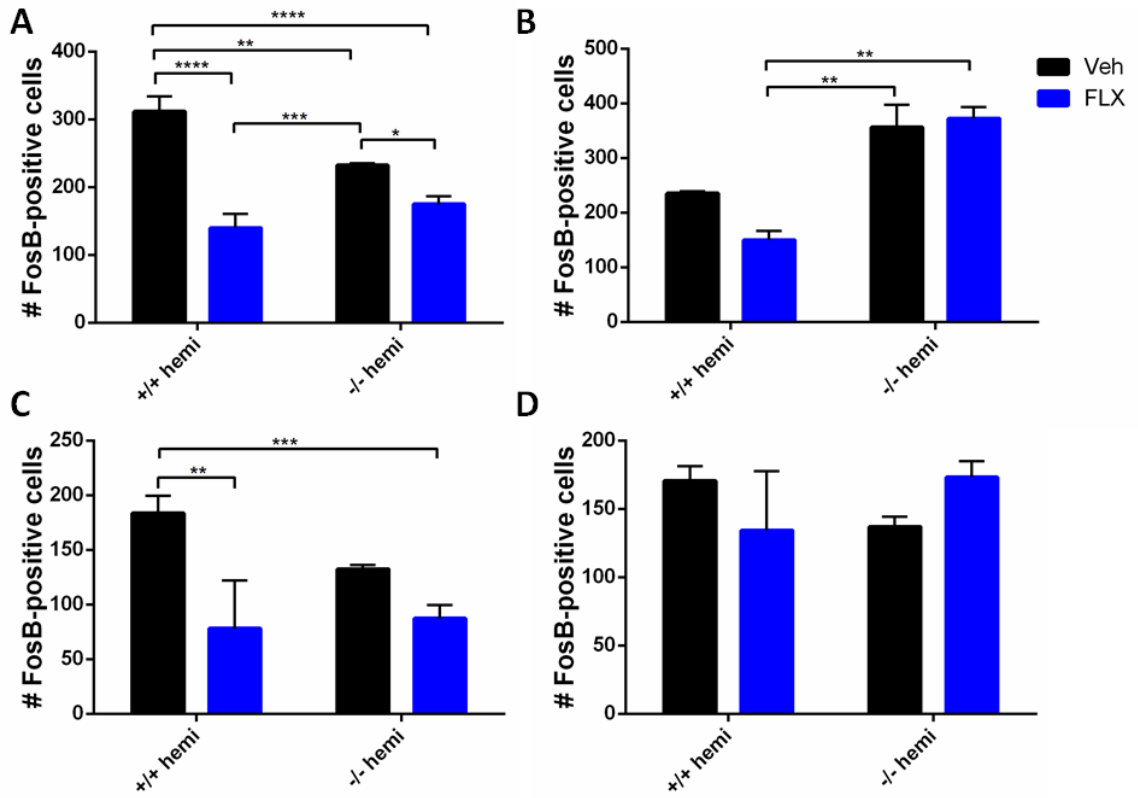 A
# FosB-positive cells
400
300
200
100
0
****
**
****
***
*
+/+ hemi
-/- hemi
B
# FosB-positive cells
500
400
300
200
100
0
**
**
+/+ hemi
-/- hemi
Veh
FLX
C
# FosB-positive cells
250
200
150
100
50
0
***
**
+/+ hemi
-/- hemi
D
# FosB-positive cells
200
150
100
50
0
+/+ hemi
-/- hemi